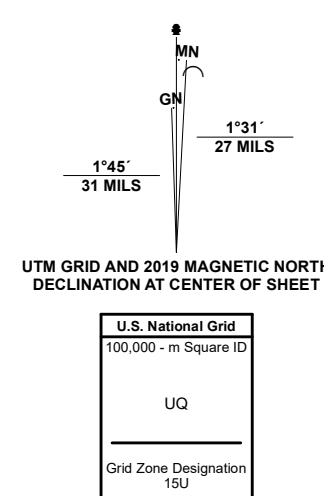 MN
GN
1°31´
27 MILS
1°45´
31 MILS
UTM GRID AND 2019 MAGNETIC NORTH
DECLINATION AT CENTER OF SHEET
U.S. National Grid
100,000 - m Square ID
UQ
Grid Zone Designation
15U